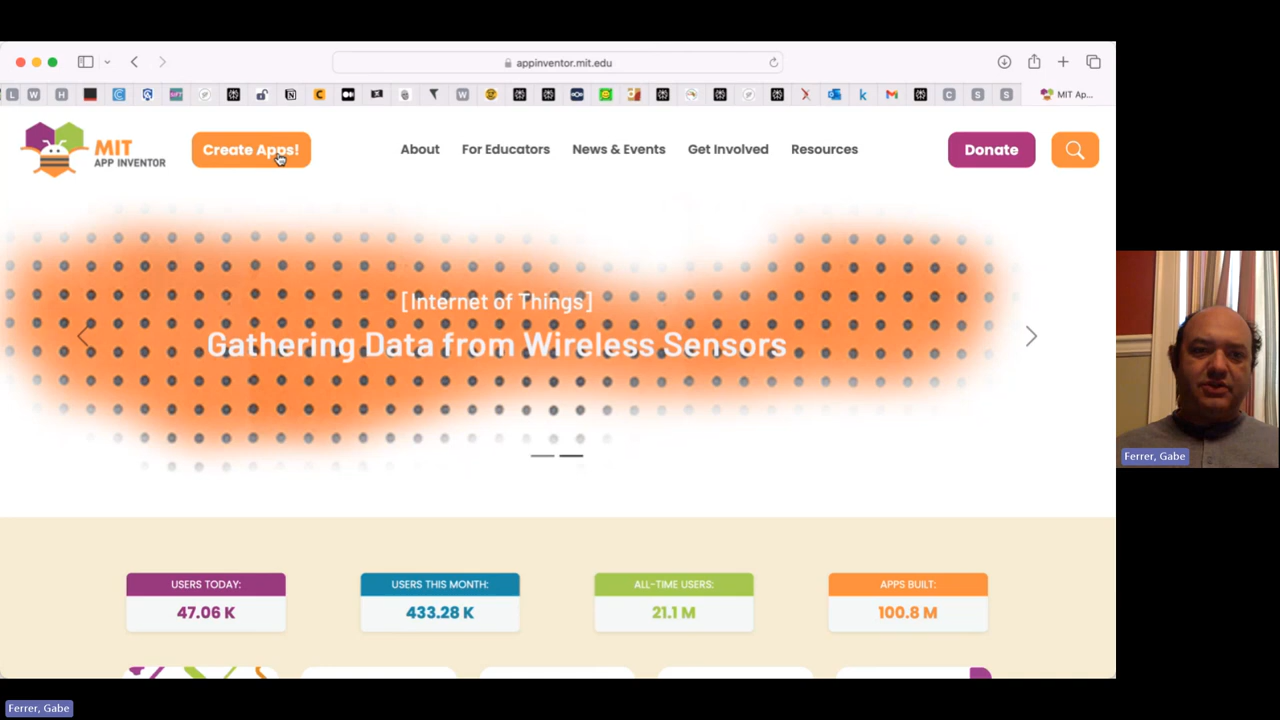 appinventor.mit.edu
MIT Ap...
MIT
APP INVENTOR
Create Apps!
About
For Educators
News & Events
Get Involved
Resources
Donate
[Internet of Things]
Gathering Data from Wireless Sensors
USERS TODAY:
47.06 K
USERS THIS MONTH:
433.28 K
ALL-TIME USERS:
21.1 M
APPS BUILT:
100.8 M
Ferrer, Gabe
Ferrer, Gabe